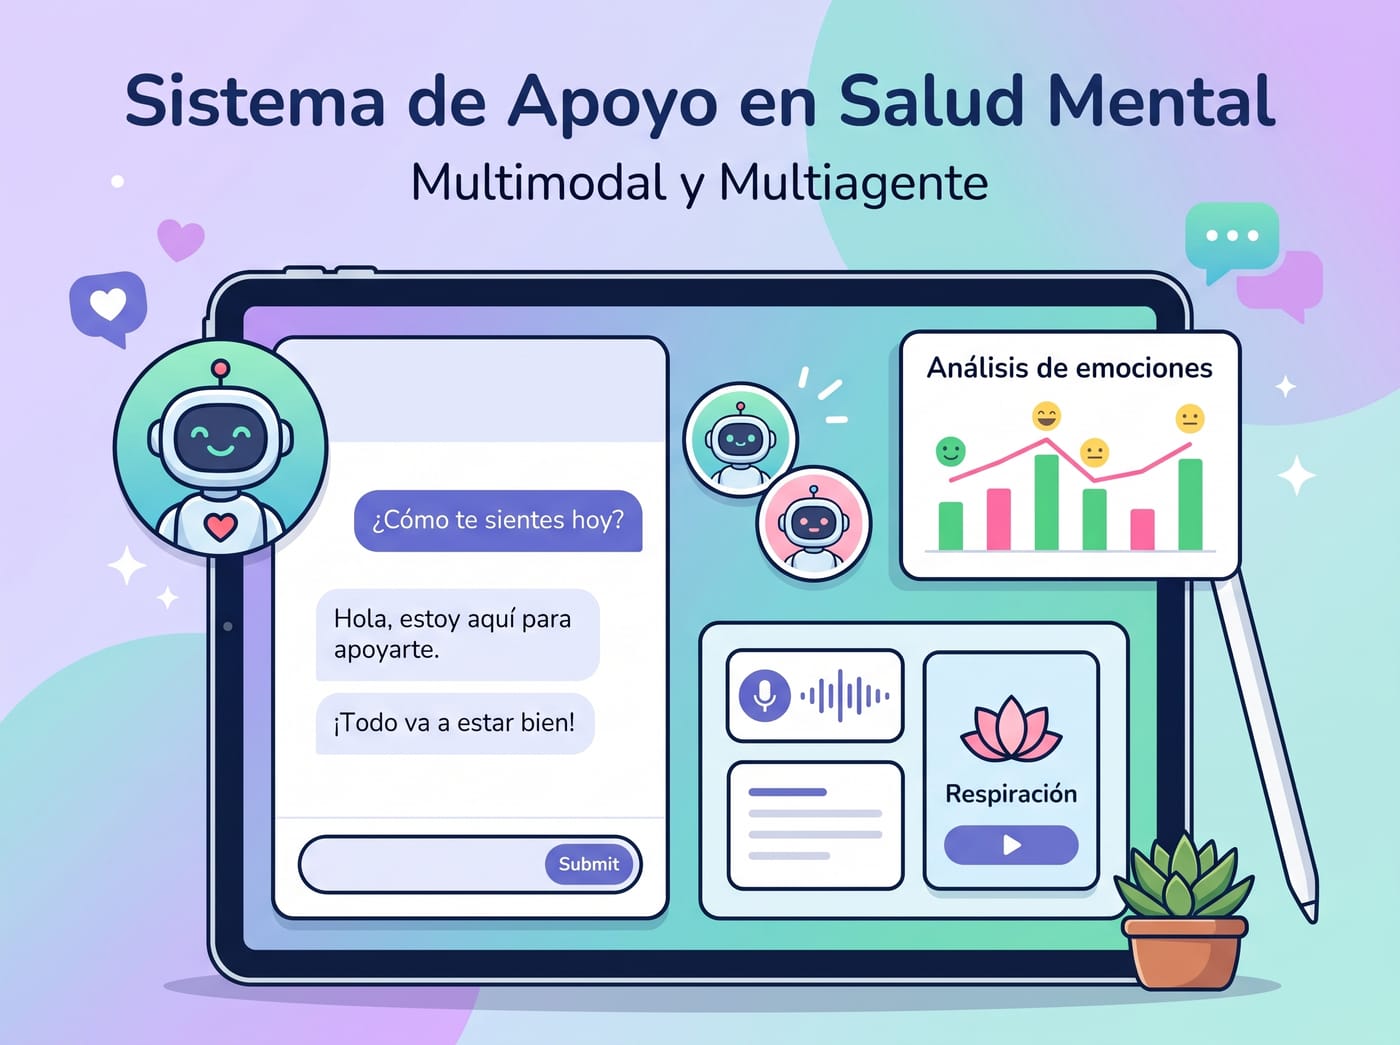 Sistema de Apoyo en Salud Mental
Multimodal y Multiagente
¿Cómo te sientes hoy?
Hola, estoy aquí para
apoyarte.
¡Todo va a estar bien!
Submit
Análisis de emociones
Respiración